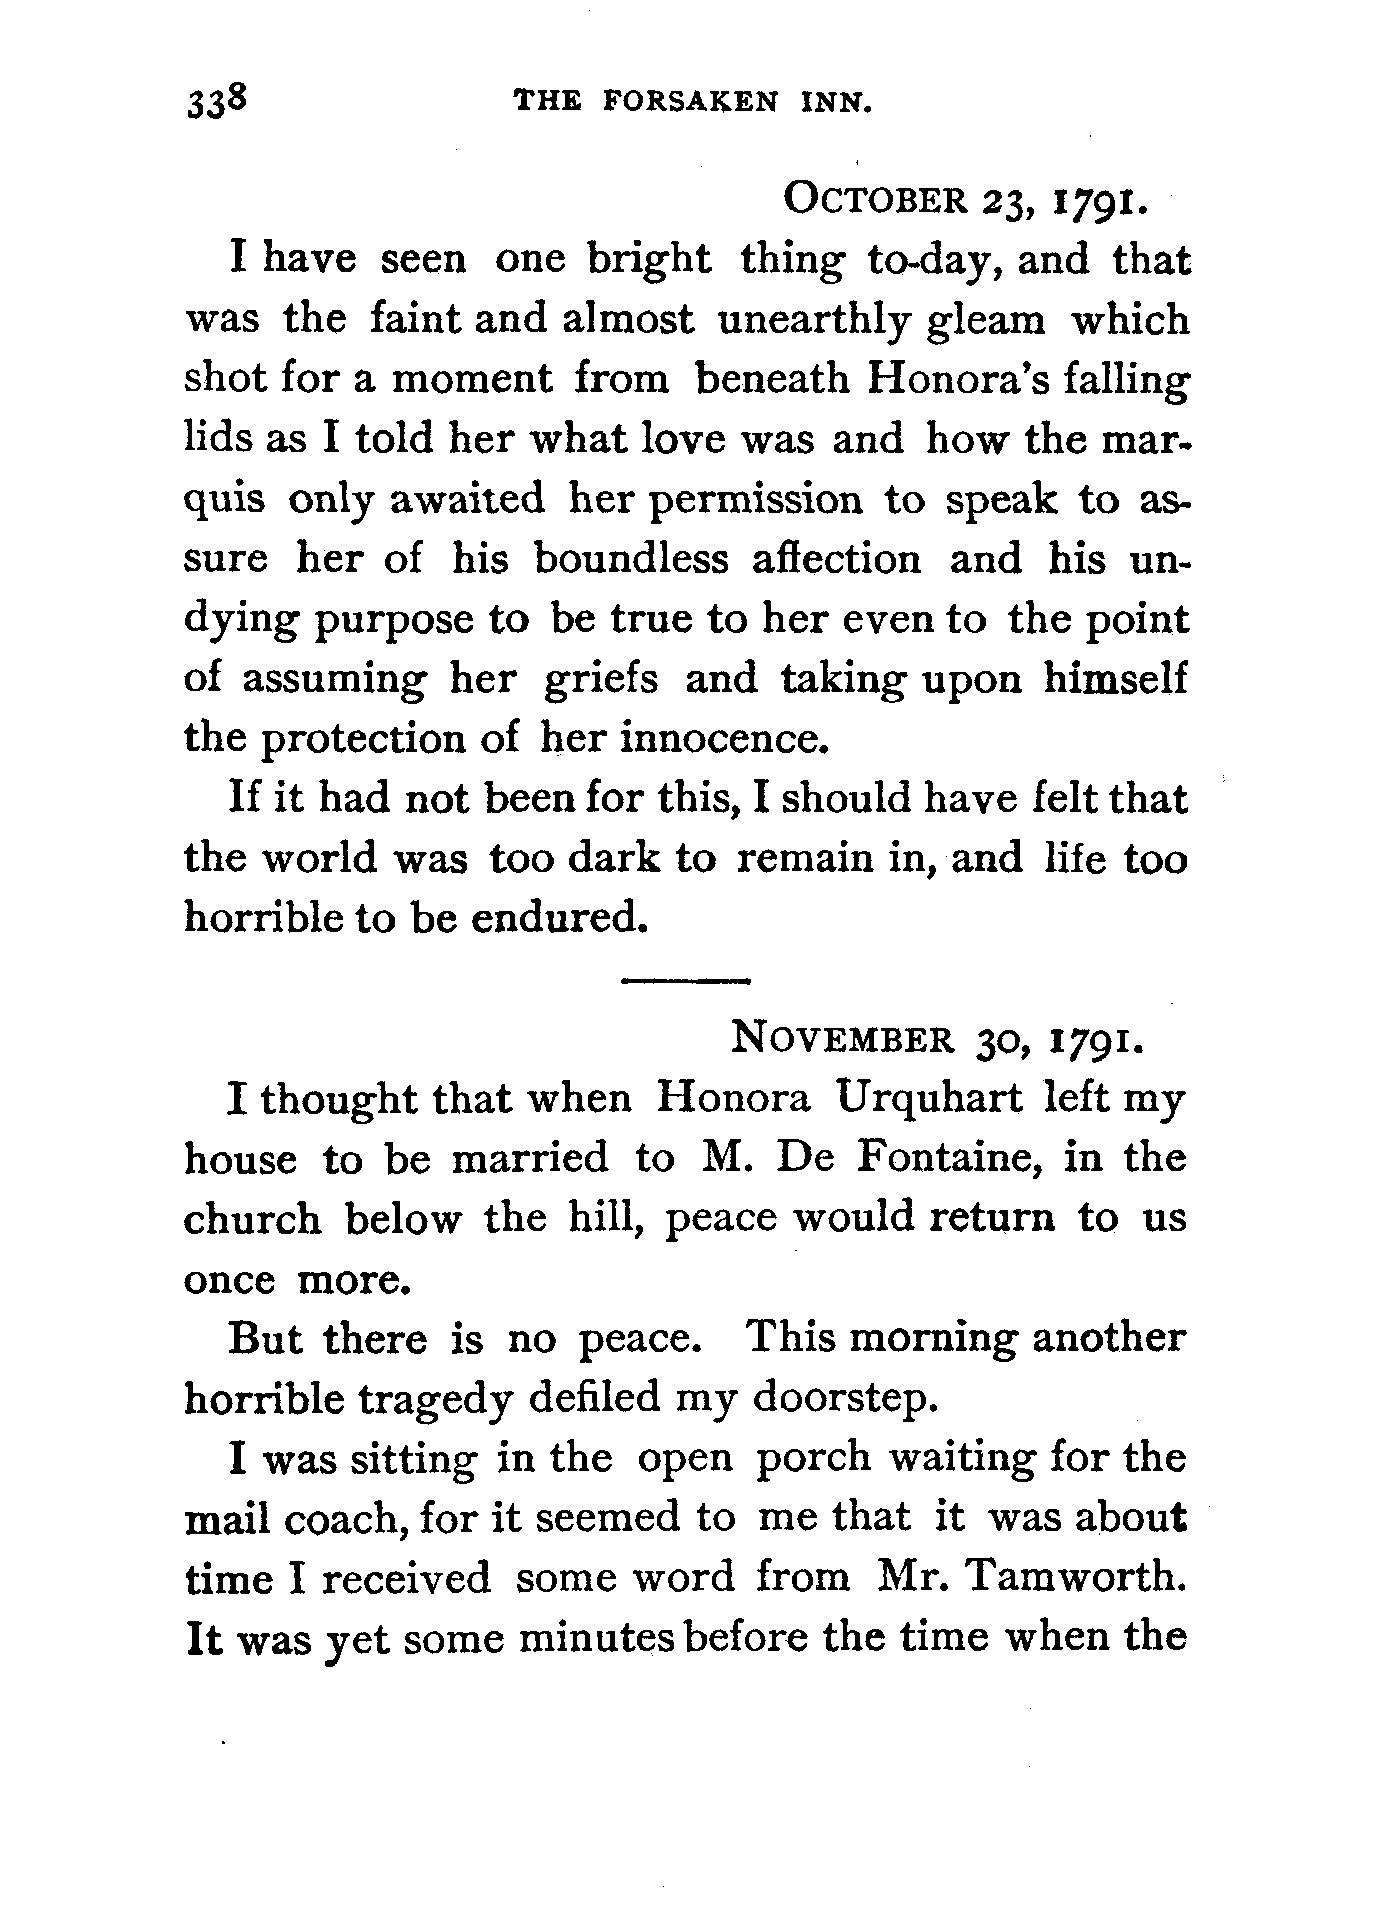 338 THE FORSAKEN INN.
OCTOBER 23, 1791.
I have seen one bright thing to-day, and that
was the faint and almost unearthly gleam which
shot for a moment from beneath Honora's falling
lids as I told her what love was and how the mar-
quis only awaited her permission to speak to as-
sure her of his boundless affection and his un-
dying purpose to be true to her even to the point
of assuming her griefs and taking upon himself
the protection of her innocence.
If it had not been for this, I should have felt that
the world was too dark to remain in, and life too
horrible to be endured.
NOVEMBER 30, 1791.
I thought that when Honora Urquhart left my
house to be married to M. De Fontaine, in the
church below the hill, peace would return to us
once more.
But there is no peace. This morning another
horrible tragedy defiled my doorstep.
I was sitting in the open porch waiting for the
mail coach, for it seemed to me that it was about
time I received some word from Mr. Tamworth.
It was yet some minutes before the time when the